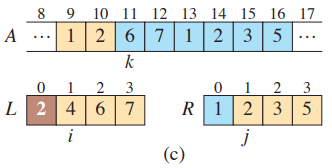 8 9 10 11 12 13 14 15 16 17
A ... 1 2 6 7 1 2 3 5 ...
k
0 1 2 3 0 1 2 3
L 2 4 6 7 R 1 2 3 5
i j
(c)